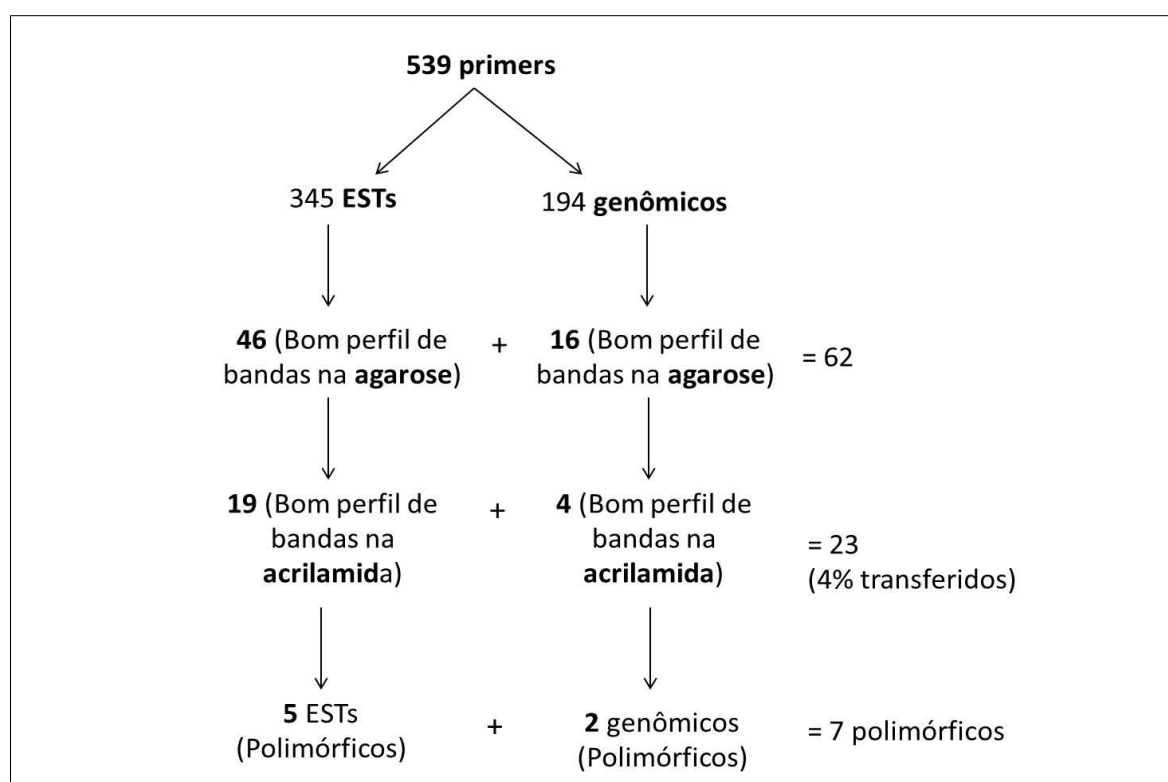 539 primers
345 ESTs
194 genômicos
46 (Bom perfil de
bandas na agarose)
+
16 (Bom perfil de
bandas na agarose)
= 62
19 (Bom perfil de
bandas na
acrilamida)
+
4 (Bom perfil de
bandas na
acrilamida)
= 23
(4% transferidos)
5 ESTs
(Polimórficos)
+
2 genômicos
(Polimórficos)
= 7 polimórficos